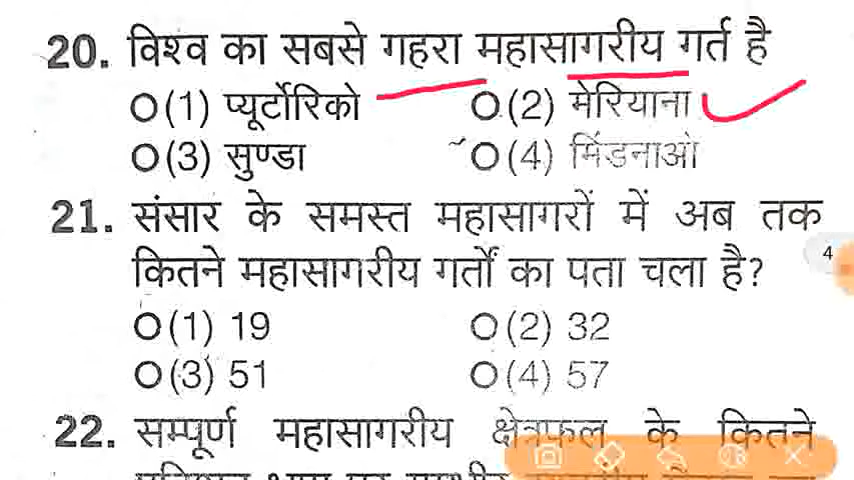 20. विश्व का सबसे गहरा महासागरीय गर्त है
O(1) प्यूर्टोरिको O(2) मेरियाना
O(3) सुण्डा O(4) मिंडनाओ
21. संसार के समस्त महासागरों में अब तक
कितने महासागरीय गर्तों का पता चला है?
4
O(1) 19 O(2) 32
O(3) 51 O(4) 57
22. सम्पूर्ण महासागरीय क्षेत्रफल के कितने